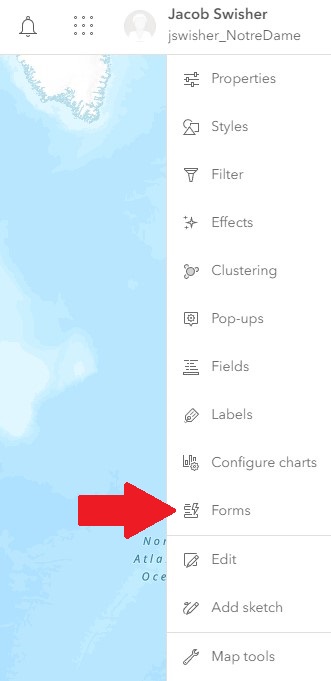 Jacob Swisher
jswisher_NotreDame
Properties
Styles
Filter
Effects
Clustering
Pop-ups
Fields
Labels
Configure charts
Forms
Nor
Atla
Oce
Edit
Add sketch
Map tools